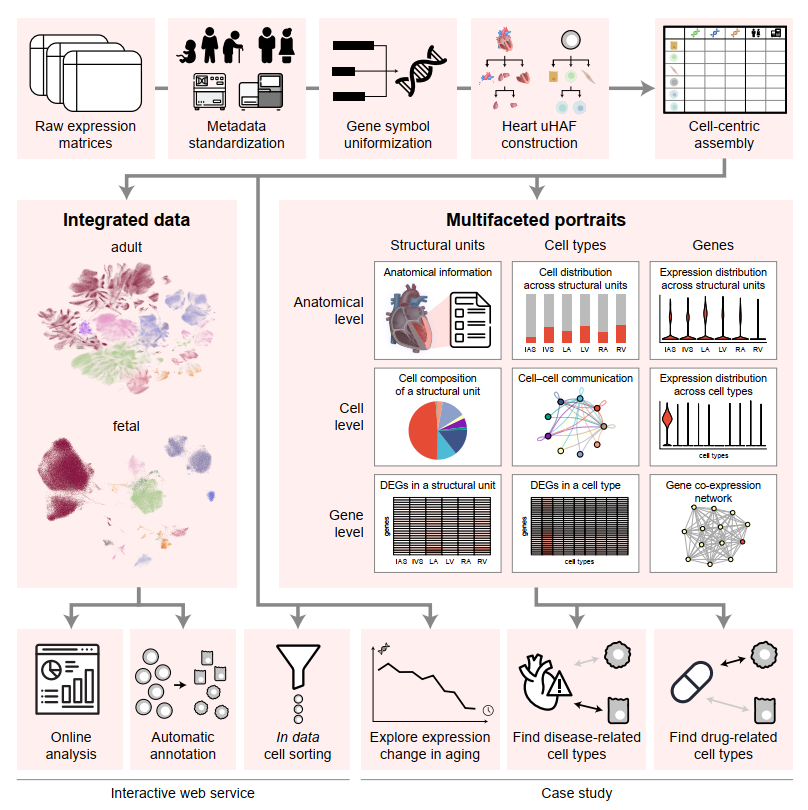 Raw expression
matrices
Metadata
standardization
Gene symbol
uniformization
Heart uHAF
construction
Cell-centric
assembly
Integrated data
adult
fetal
Multifaceted portraits
Structural units
Cell types
Genes
Anatomical
level
Anatomical information
Cell distribution
across structural units
IAS IVS LA LV RA RV
Expression distribution
across structural units
IAS IVS LA LV RA RV
Cell
level
Cell composition
of a structural unit
Cell–cell communication
Expression distribution
across cell types
cell types
Gene
level
DEGs in a structural unit
genes
IAS IVS LA LV RA RV
DEGs in a cell type
genes
cell types
Gene co-expression
network
Online
analysis
Automatic
annotation
In data
cell sorting
Explore expression
change in aging
Find disease-related
cell types
Find drug-related
cell types
Interactive web service
Case study